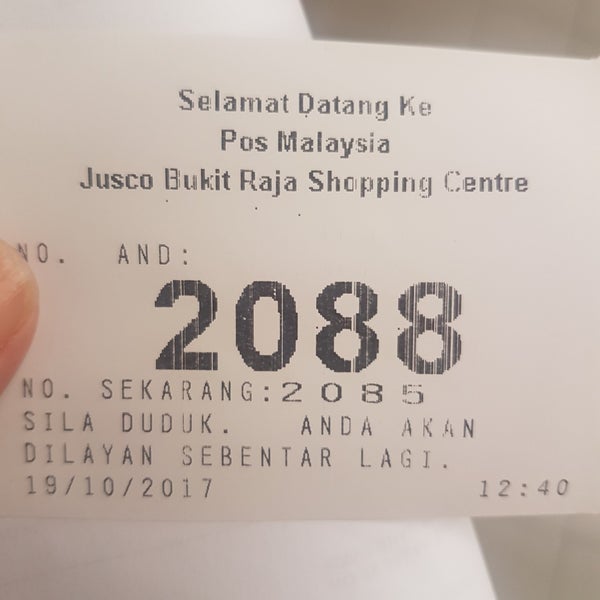 Selamat Datang Ke
Pos Malaysia
Jusco Bukit Raja Shopping Centre
NO. AND:
2088
NO. SEKARANG:2085
SILA DUDUK. ANDA AKAN
DILAYAN SEBENTAR LAGI.
19/10/2017 12:40